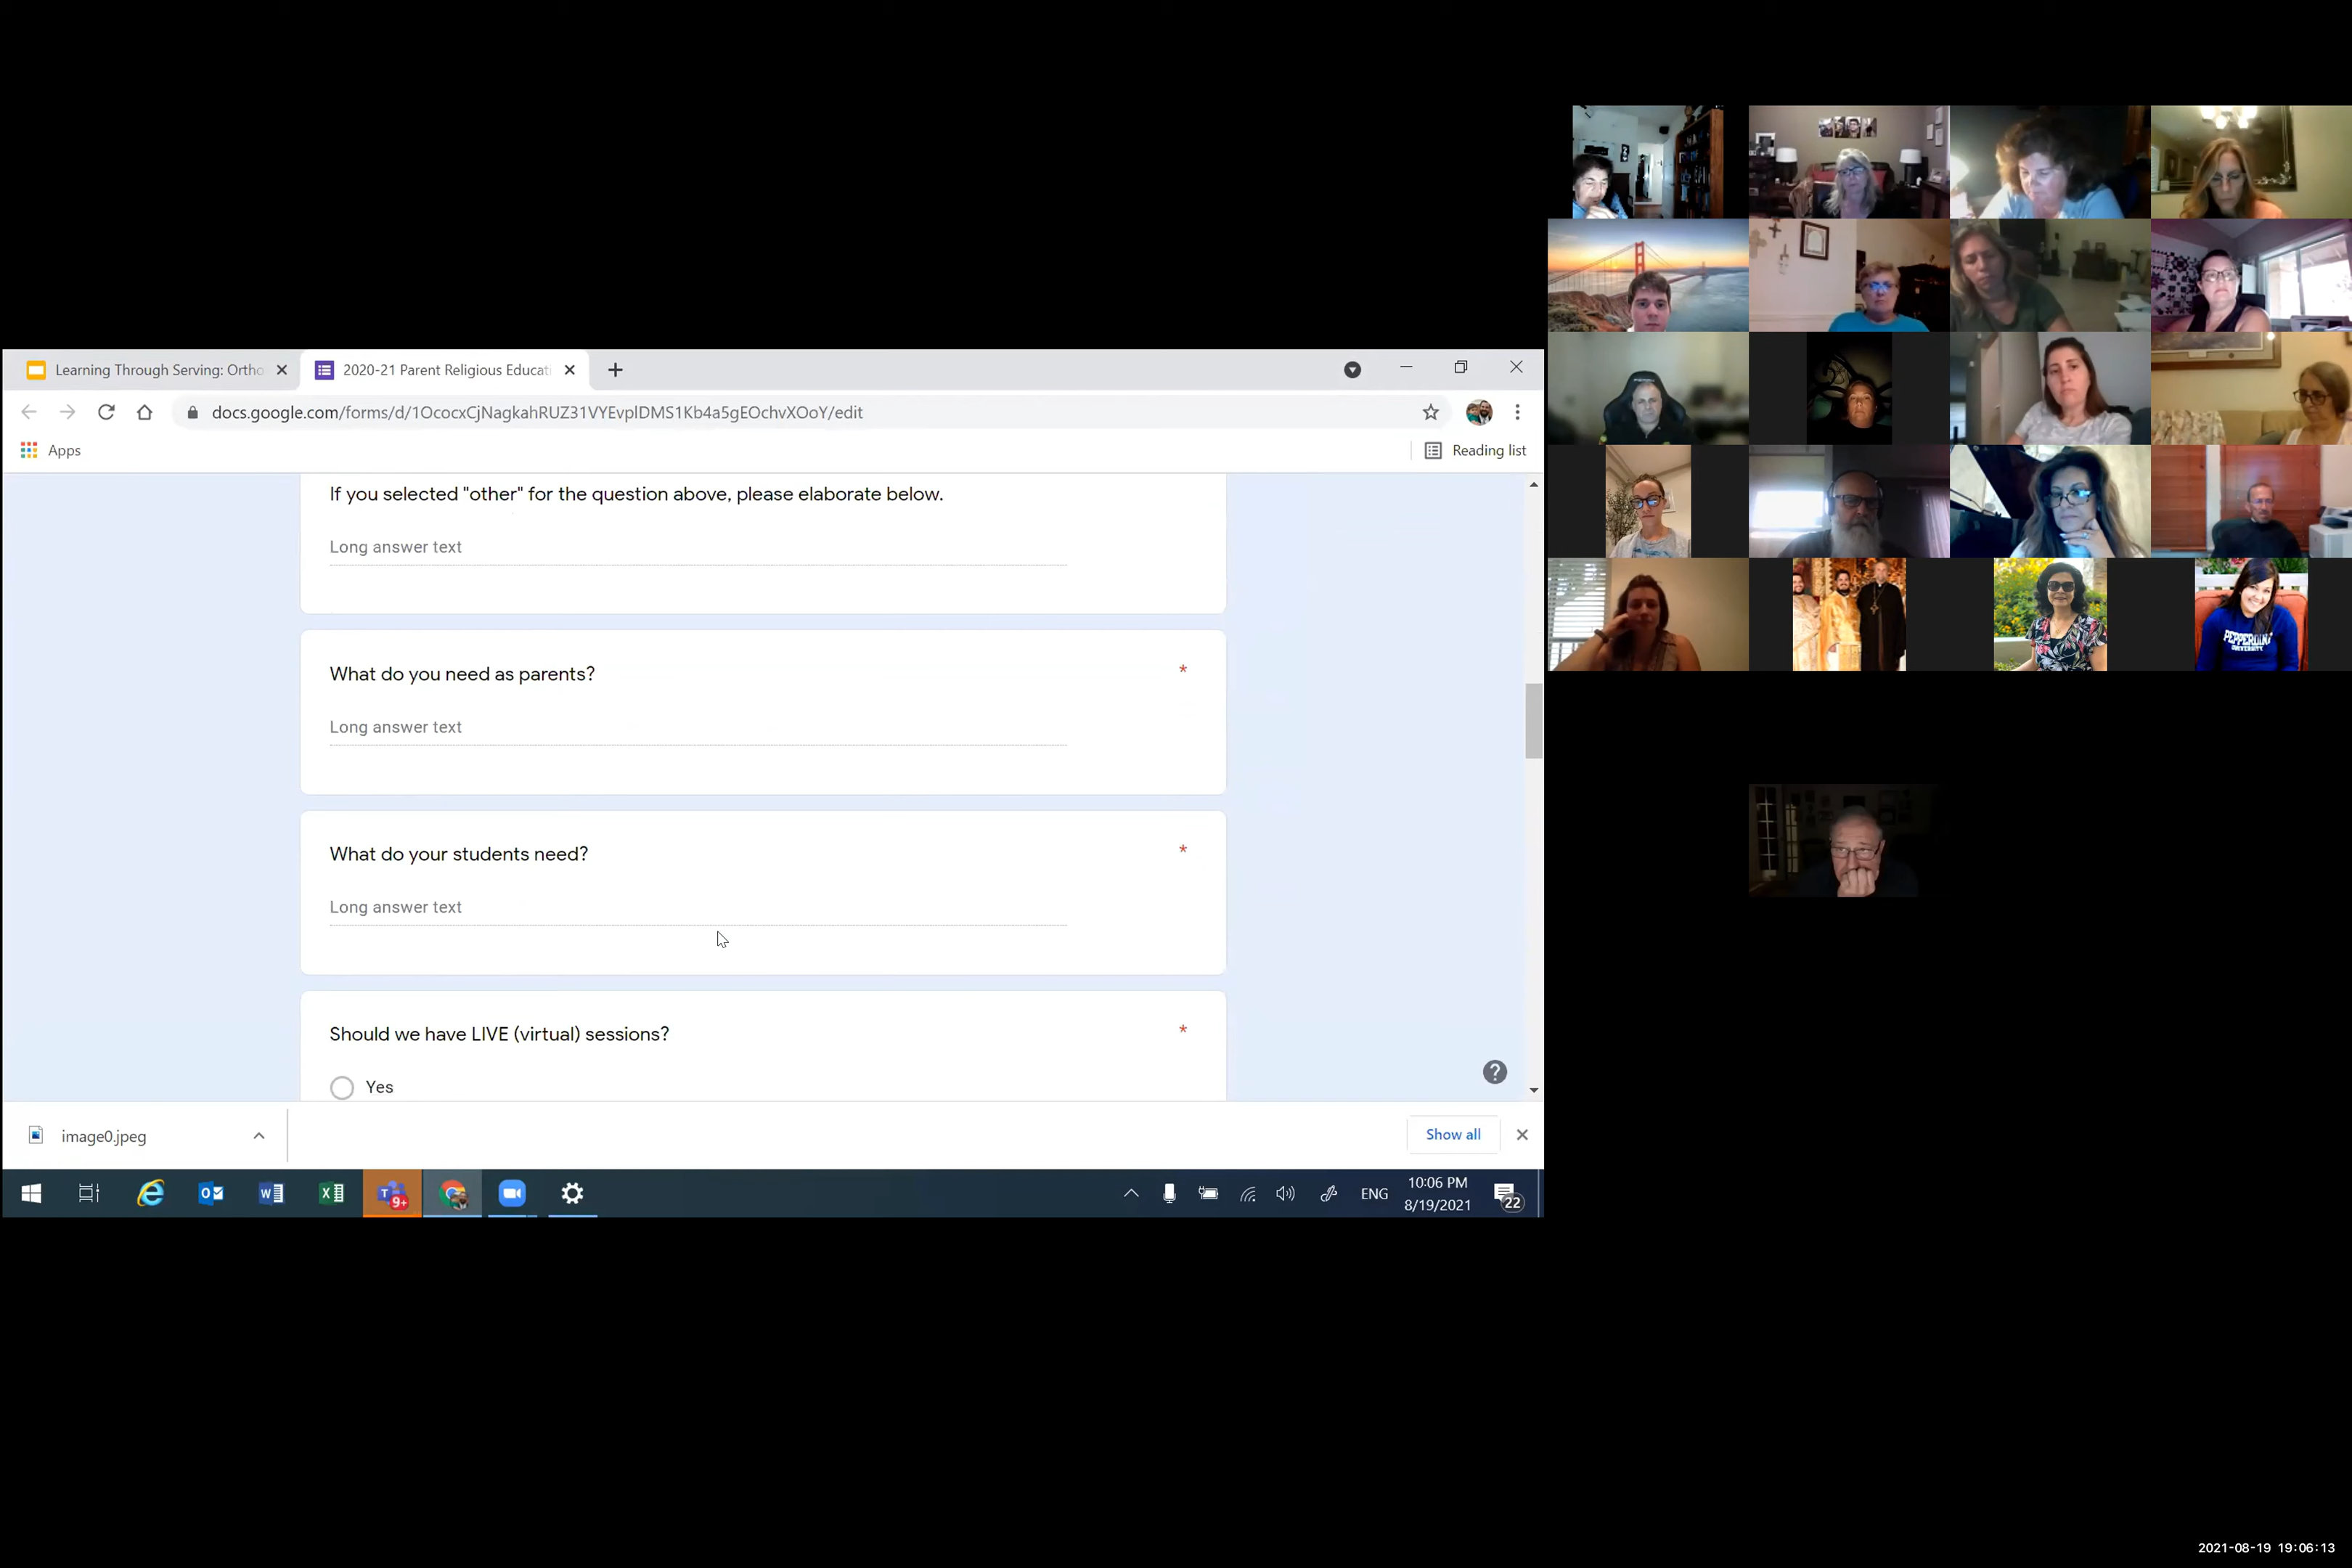 Learning Through Serving: Ortho
2020-21 Parent Religious Educati
docs.google.com/forms/d/1OcocxCjNagkahRUZ31VYEvplDMS1Kb4a5gEOchvXOoY/edit
Apps
Reading list
If you selected "other" for the question above, please elaborate below.
Long answer text
What do you need as parents?
*
Long answer text
What do your students need?
*
Long answer text
Should we have LIVE (virtual) sessions?
*
Yes
image0.jpeg
Show all
9+
ENG
10:06 PM
8/19/2021
22
PEPPERDINE
UNIVERSITY
2021-08-19 19:06:13